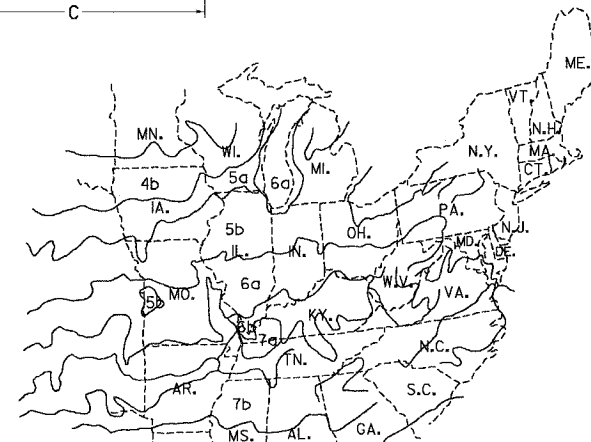 C
ME.
VT.
MN.
N.H.
WI.
N.Y.
MA.
MI.
CT.
4b
5a
6a
IA.
PA.
5b
OH.
N.J.
IL.
IN.
MD.
DE.
6a
W.V.
5b
MO.
VA.
KY.
6b
7a
N.C.
TN.
AR.
S.C.
7b
GA.
MS.
AL.